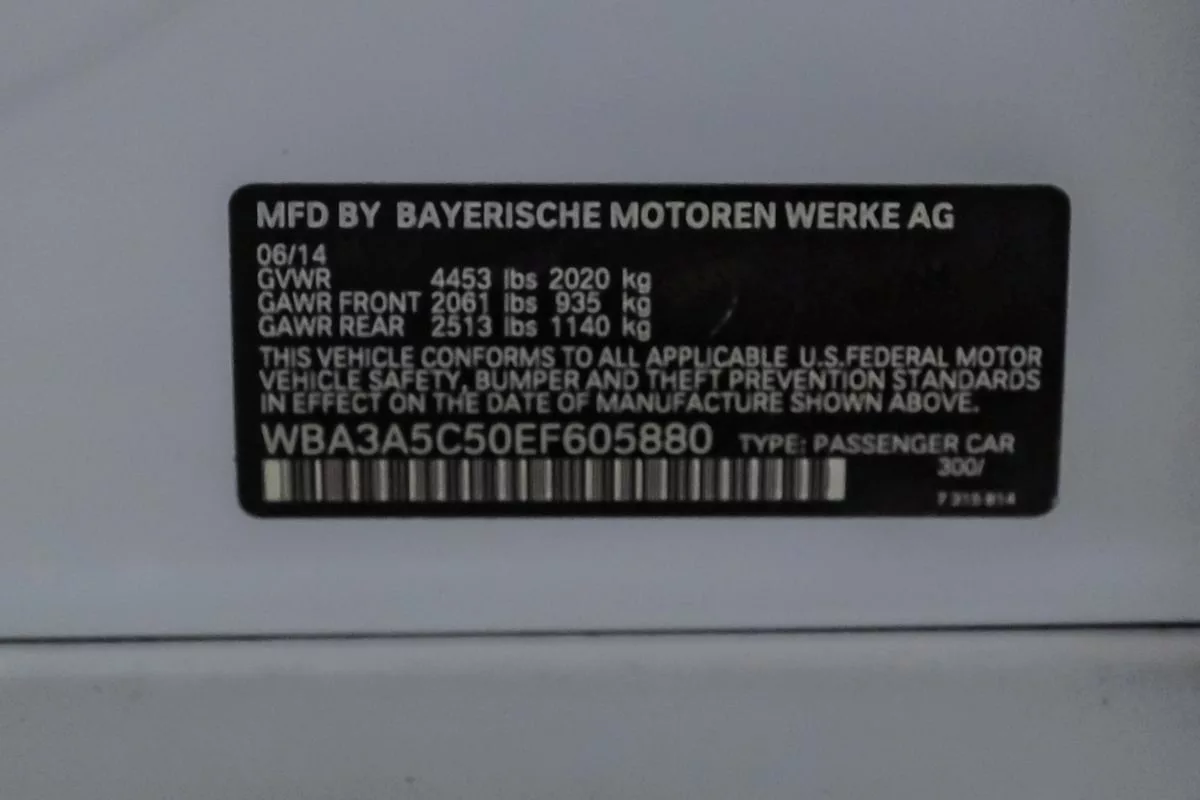 MFD BY BAYERISCHE MOTOREN WERKE AG
06/14
GVWR 4453 lbs 2020 kg
GAWR FRONT 2061 lbs 935 kg
GAWR REAR 2513 lbs 1140 kg
THIS VEHICLE CONFORMS TO ALL APPLICABLE U.S.FEDERAL MOTOR
VEHICLE SAFETY, BUMPER AND THEFT PREVENTION STANDARDS
IN EFFECT ON THE DATE OF MANUFACTURE SHOWN ABOVE.
WBA3A5C50EF605880 TYPE: PASSENGER CAR
300/